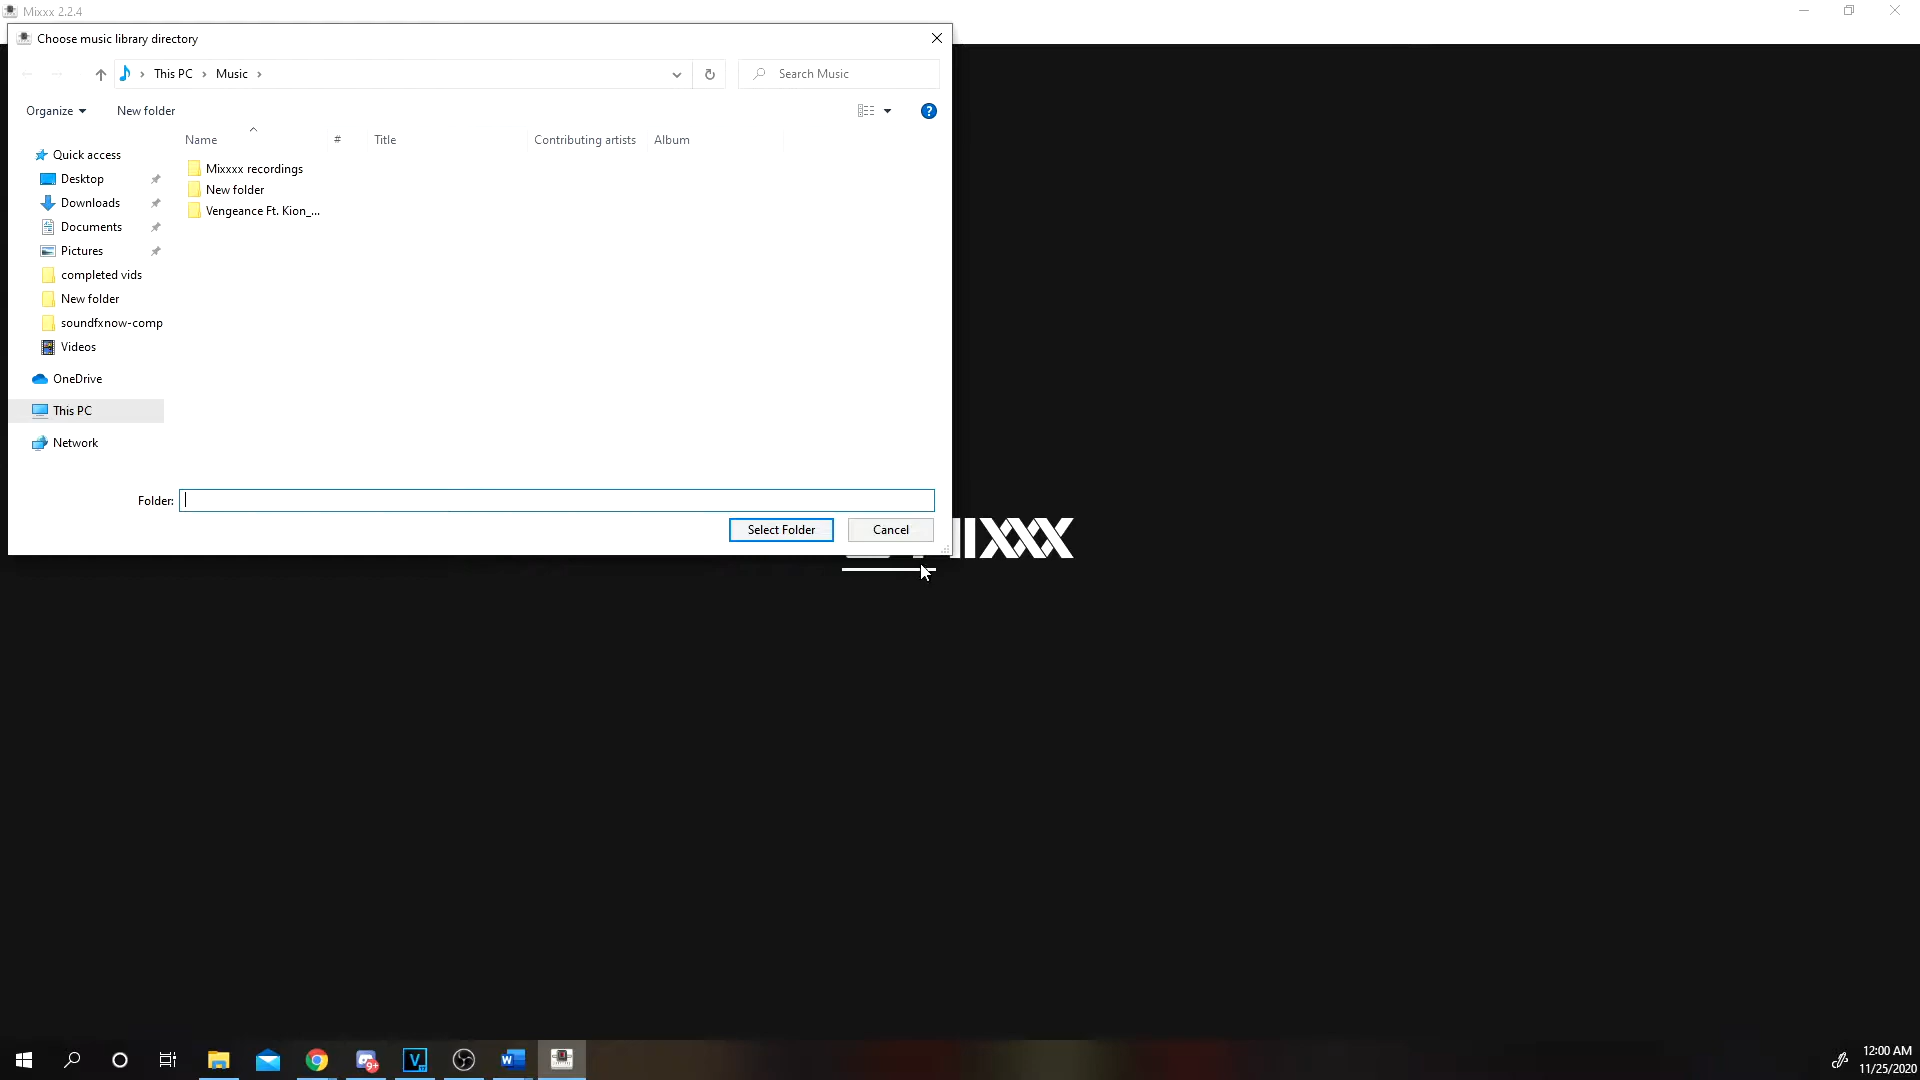 Mixxx 2.2.4
Choose music library directory
This PC > Music >
Search Music
Organize
New folder
Name # Title Contributing artists Album
Quick access
Desktop
Downloads
Documents
Pictures
completed vids
New folder
soundfxnow-comp
Videos
OneDrive
This PC
Network
Mixxxx recordings
New folder
Vengeance Ft. Kion_...
Folder:
Select Folder Cancel
IXXX
9+
V
W
12:00 AM
11/25/2020